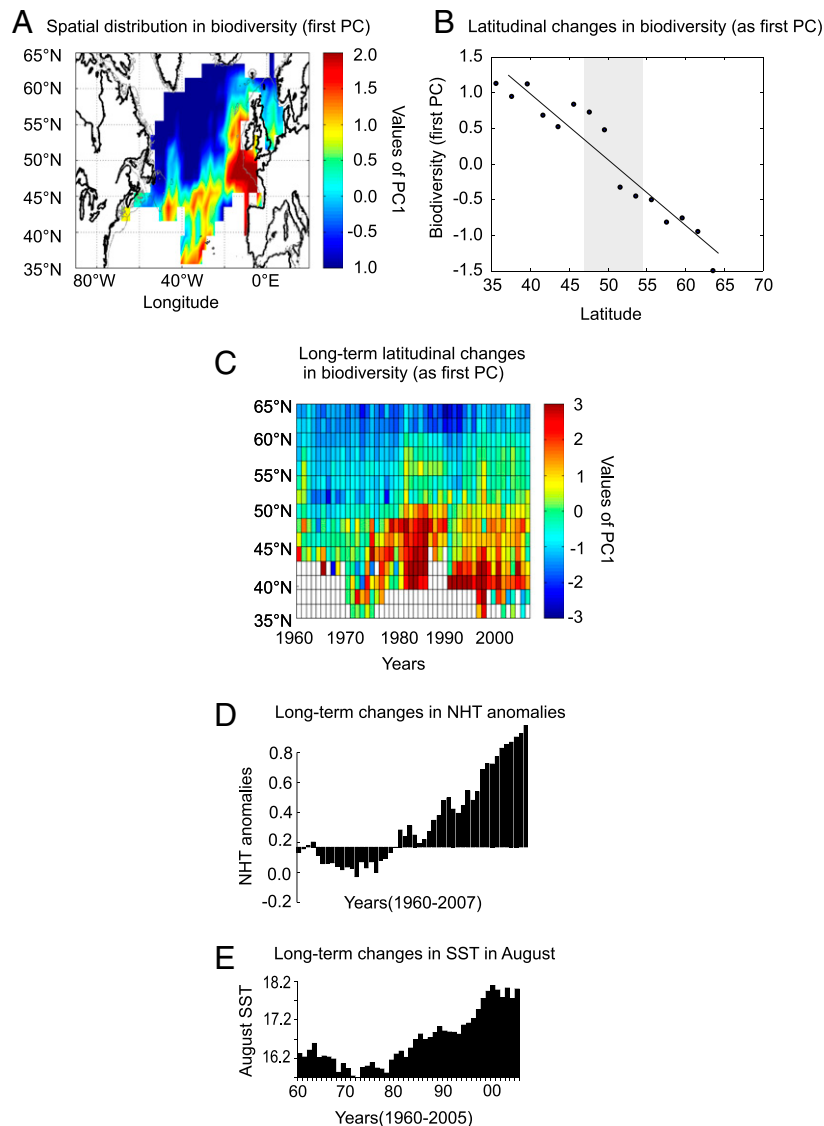 A Spatial distribution in biodiversity (first PC)
65°N
60°N
55°N
50°N
45°N
40°N
35°N
80°W 40°W 0°E
Longitude
2.0
1.5
1.0
0.5
0.0
-0.5
1.0
Values of PC1
B Latitudinal changes in biodiversity (as first PC)
Biodiversity (first PC)
1.5
1.0
0.5
0.0
-0.5
-1.0
-1.5
35 40 45 50 55 60 65 70
Latitude
C Long-term latitudinal changes
in biodiversity (as first PC)
65°N
60°N
55°N
50°N
45°N
40°N
35°N
1960 1970 1980 1990 2000
Years
3
2
1
0
-1
-2
-3
Values of PC1
D Long-term changes in NHT anomalies
NHT anomalies
0.8
0.6
0.4
0.2
0.0
-0.2
Years(1960-2007)
E Long-term changes in SST in August
August SST
18.2
17.2
16.2
60 70 80 90 00
Years(1960-2005)